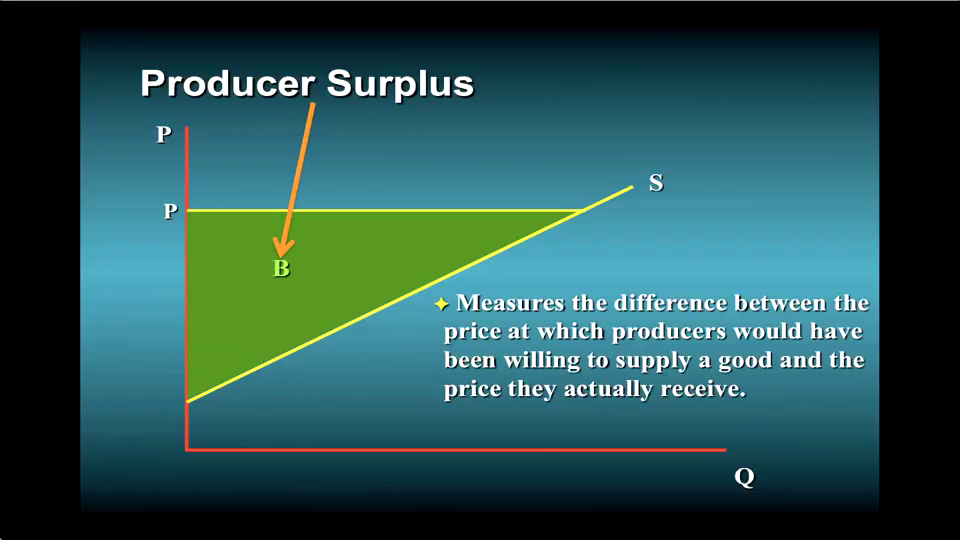 Producer Surplus
P
S
P
B
✦ Measures the difference between the
price at which producers would have
been willing to supply a good and the
price they actually receive.
Q